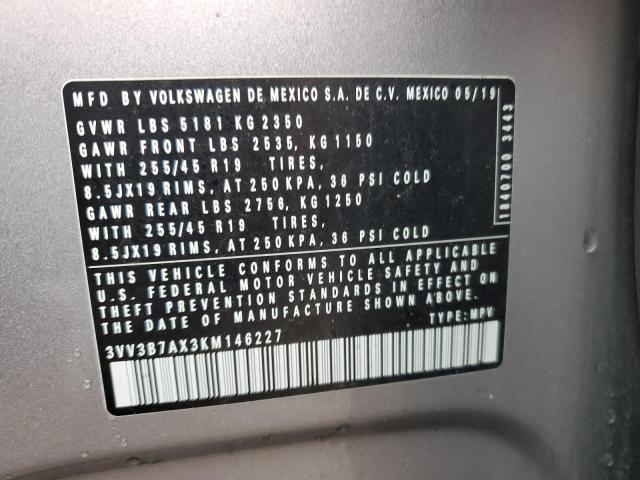 MFD BY VOLKSWAGEN DE MEXICO S.A. DE C.V. MEXICO 05/19
GVWR LBS 5181 KG 2350
GAWR FRONT LBS 2535, KG 1150
WITH 255/45 R19 TIRES,
8.5JX19 RIMS, AT 250 KPA, 36 PSI COLD
GAWR REAR LBS 2756, KG 1250
WITH 255/45 R19 TIRES,
8.5JX19 RIMS, AT 250 KPA, 36 PSI COLD
THIS VEHICLE CONFORMS TO ALL APPLICABLE
U.S. FEDERAL MOTOR VEHICLE SAFETY AND
THEFT PREVENTION STANDARDS IN EFFECT ON
THE DATE OF MANUFACTURE SHOWN ABOVE.
TYPE: MPV
3VV3B7AX3KM146227
1840700 3443